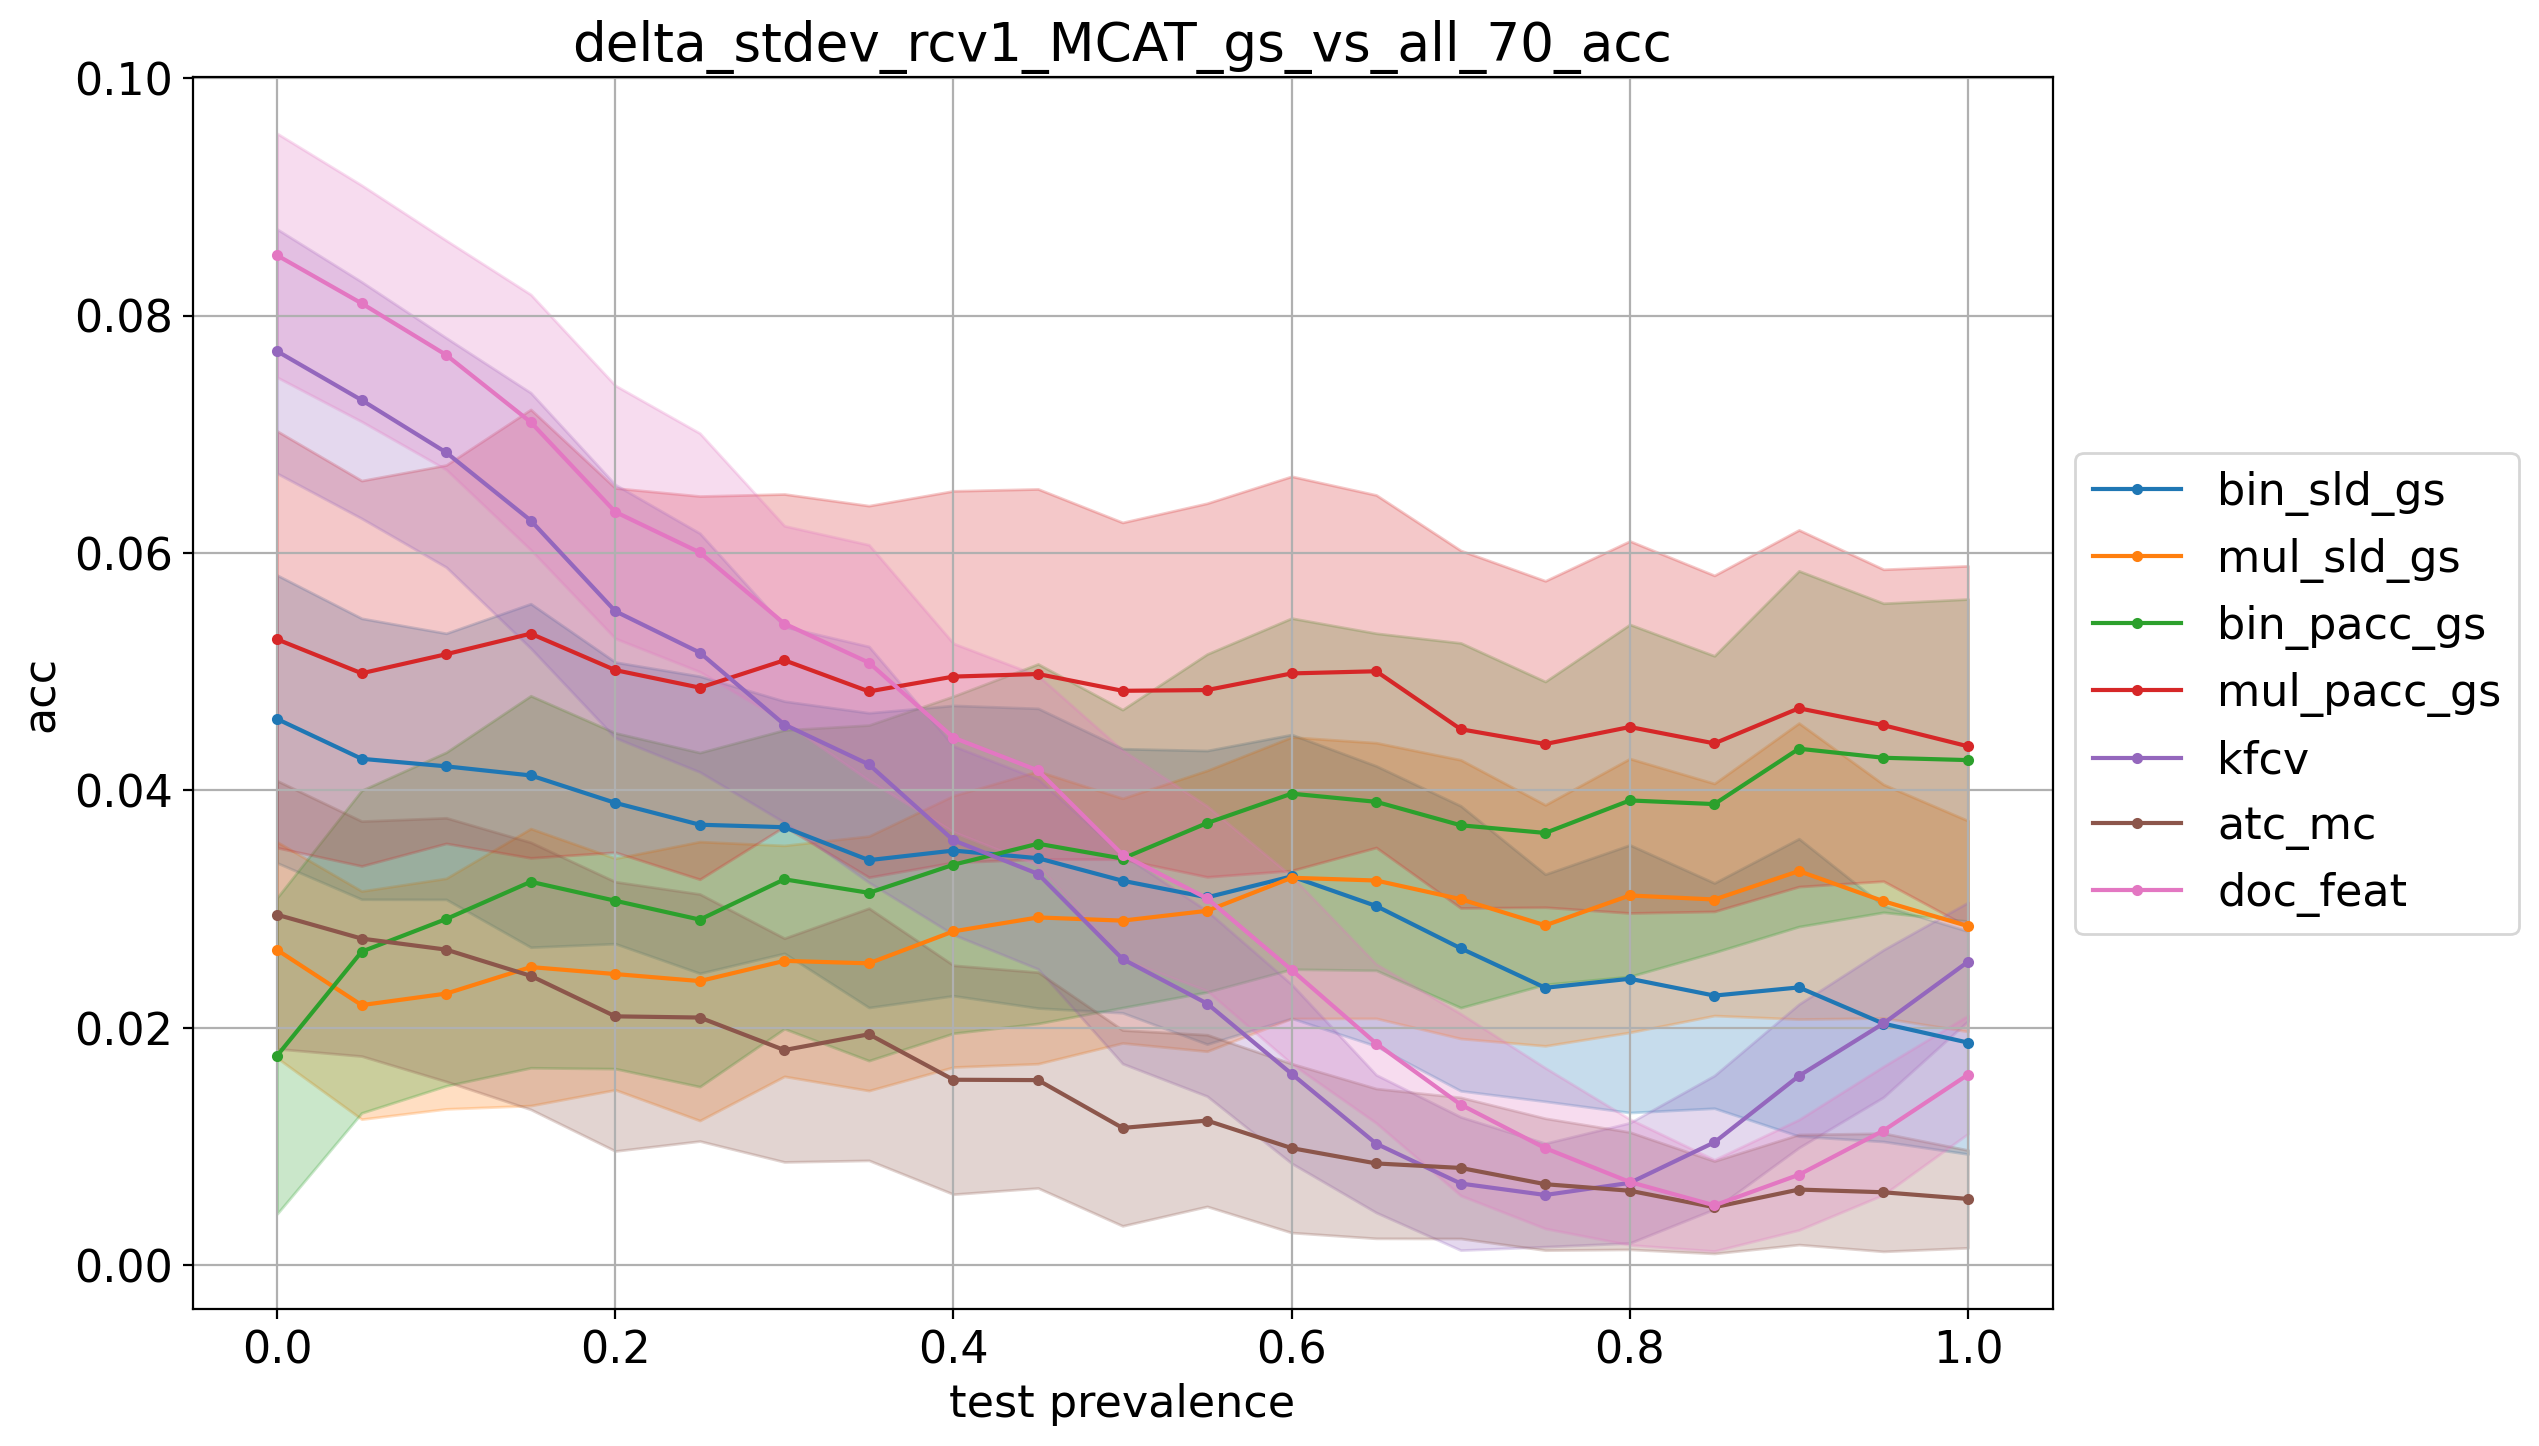 delta_stdev_rcv1_MCAT_gs_vs_all_70_acc
0.10
0.08
0.06
0.04
0.02
0.00
acc
0.0 0.2 0.4 0.6 0.8 1.0
test prevalence
bin_sld_gs
mul_sld_gs
bin_pacc_gs
mul_pacc_gs
kfcv
atc_mc
doc_feat